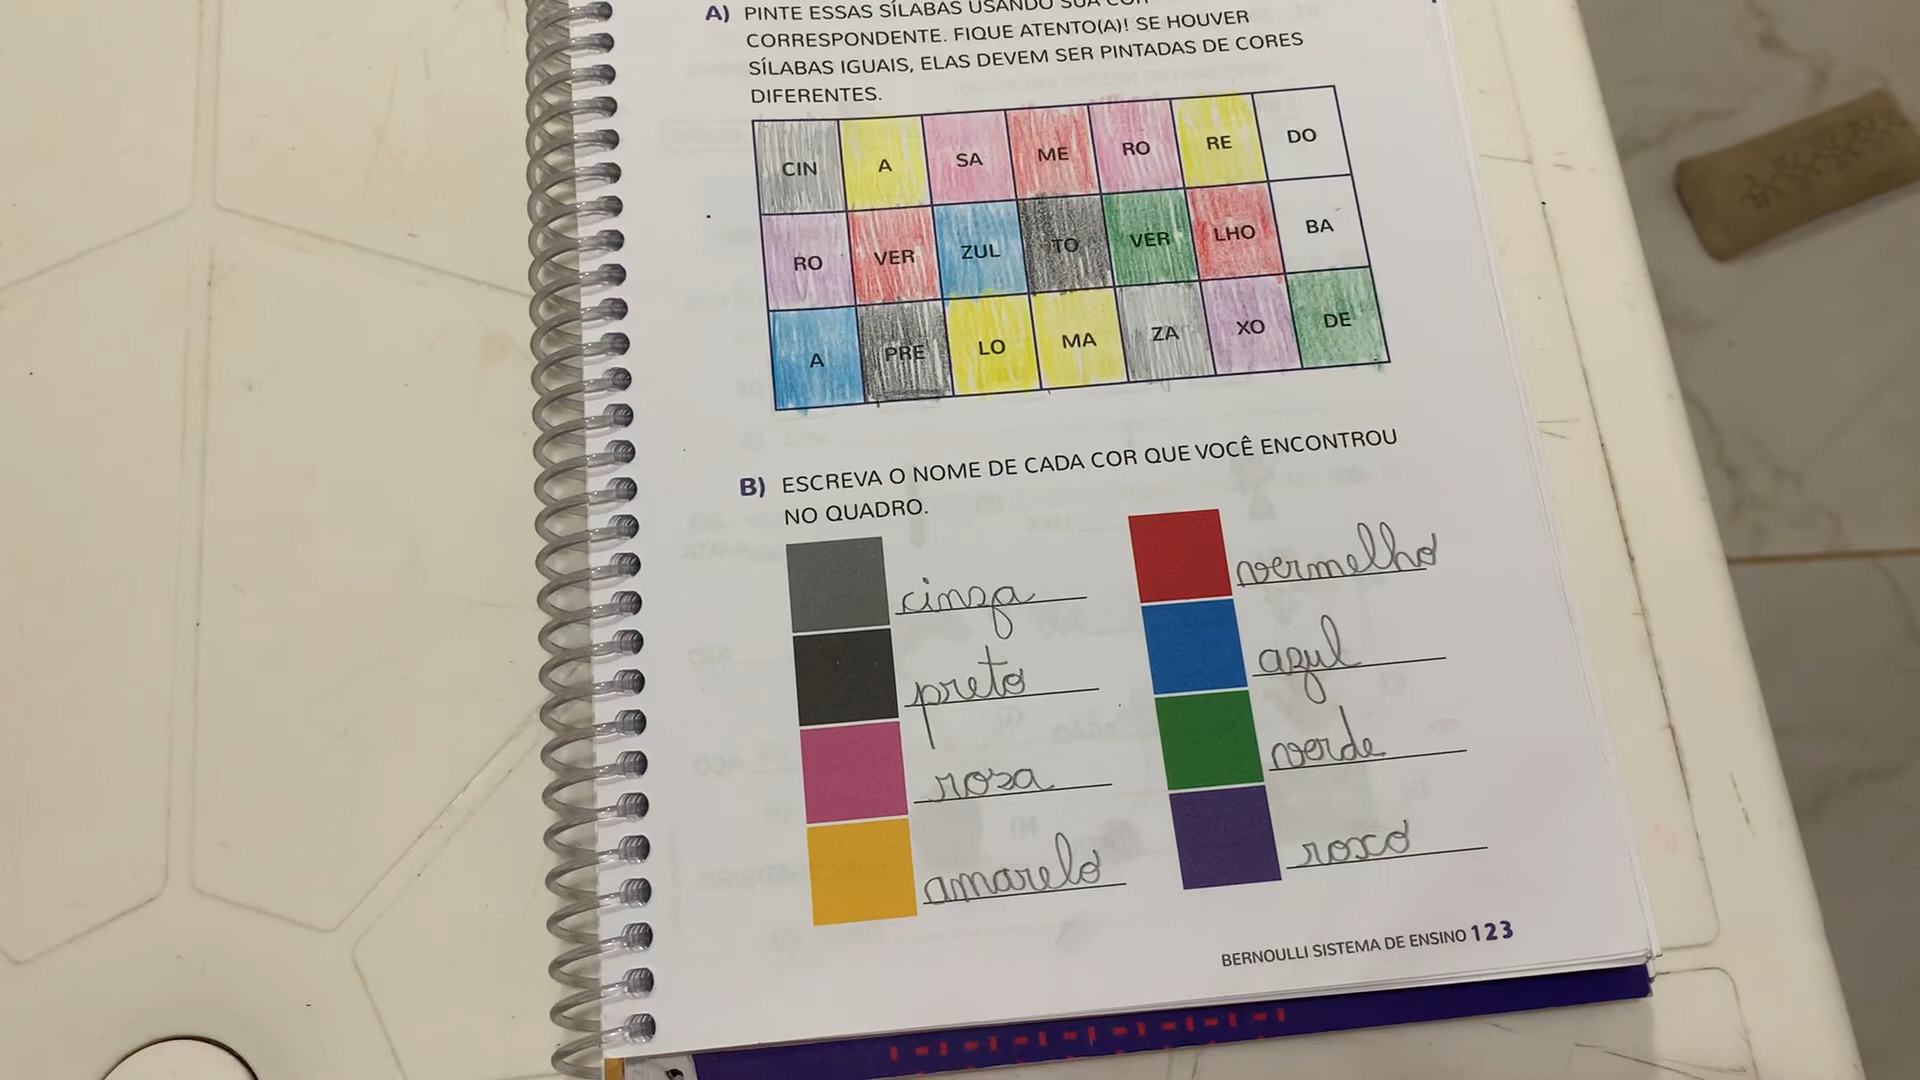 A) PINTE ESSAS SÍLABAS USANDO SUA COR
CORRESPONDENTE. FIQUE ATENTO(A)! SE HOUVER
SÍLABAS IGUAIS, ELAS DEVEM SER PINTADAS DE CORES
DIFERENTES.
CIN A SA ME RO RE DO
RO VER ZUL TO VER LHO BA
A PRE LO MA ZA XO DE
B) ESCREVA O NOME DE CADA COR QUE VOCÊ ENCONTROU
NO QUADRO.
cinza
preto
rosa
amarelo
vermelho
azul
verde
roxo
BERNOULLI SISTEMA DE ENSINO 123